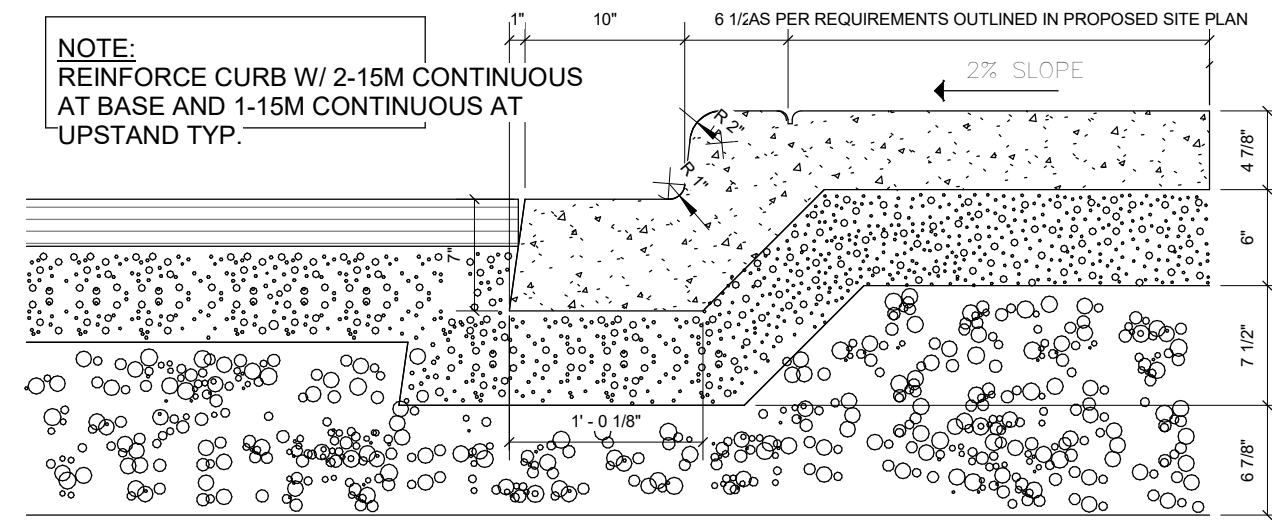 1"
10"
6 1/2
AS PER REQUIREMENTS OUTLINED IN PROPOSED SITE PLAN
NOTE:
REINFORCE CURB W/ 2-15M CONTINUOUS
AT BASE AND 1-15M CONTINUOUS AT
UPSTAND TYP.
2% SLOPE
R 2"
4 7/8"
R 1"
7"
6"
7 1/2"
1' - 0 1/8"
6 7/8"